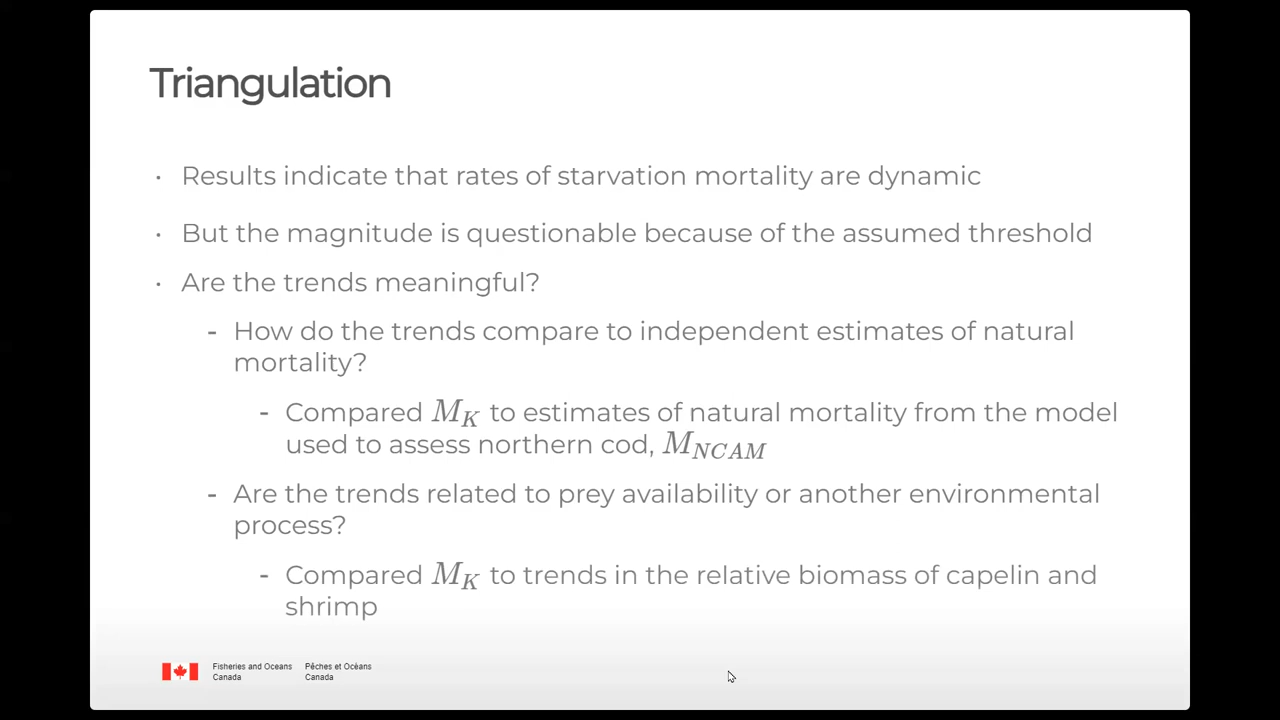 Triangulation
· Results indicate that rates of starvation mortality are dynamic
· But the magnitude is questionable because of the assumed threshold
· Are the trends meaningful?
- How do the trends compare to independent estimates of natural
mortality?
- Compared M_K to estimates of natural mortality from the model
used to assess northern cod, M_{NCAM}
- Are the trends related to prey availability or another environmental
process?
- Compared M_K to trends in the relative biomass of capelin and
shrimp
Fisheries and Oceans
Canada
Pêches et Océans
Canada